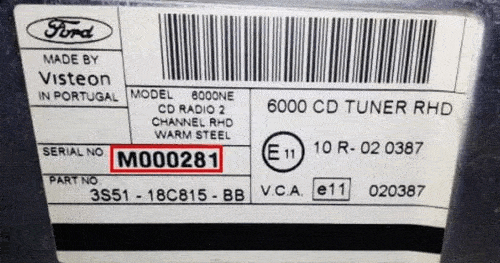 Ford
MADE BY
Visteon
IN PORTUGAL
MODEL 6000NE
CD RADIO 2
CHANNEL RHD
WARM STEEL
6000 CD TUNER RHD
SERIAL NO. M000281
E 11 10 R- 02 0387
PART NO.
3S51 - 18C815 - BB
V.C.A. e11 020387